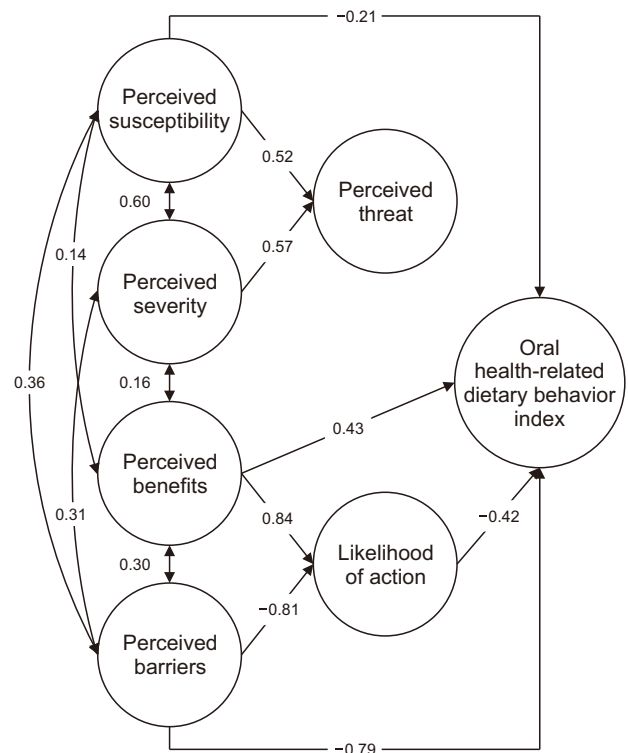 −0.21
Perceived
susceptibility
0.52
0.60
Perceived
threat
0.14
0.57
Perceived
severity
Oral
health-related
dietary behavior
index
0.36
0.16
0.43
Perceived
benefits
0.31
0.84
−0.42
0.30
Likelihood
of action
−0.81
Perceived
barriers
−0.79